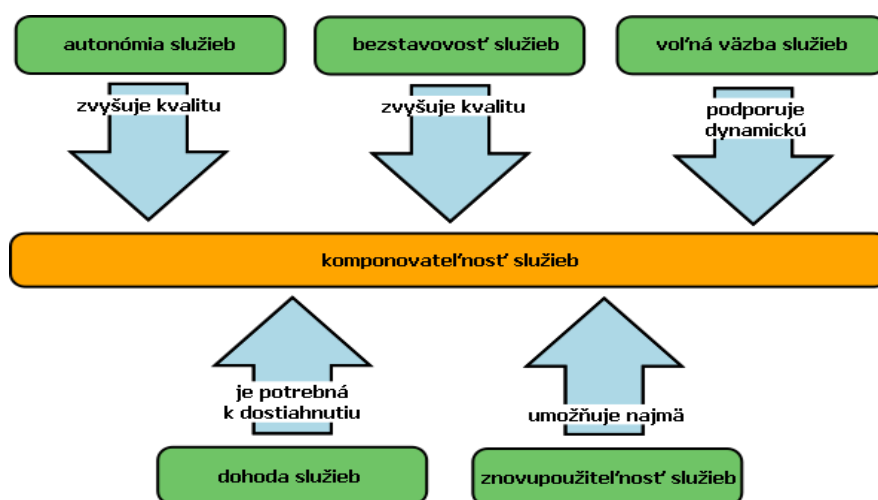 autonómia služieb
bezstavovosť služieb
voľná väzba služieb
zvyšuje kvalitu
zvyšuje kvalitu
podporuje
dynamickú
komponovateľnosť služieb
je potrebná
k dostiahnutiu
umožňuje najmä
dohoda služieb
znovupoužiteľnosť služieb